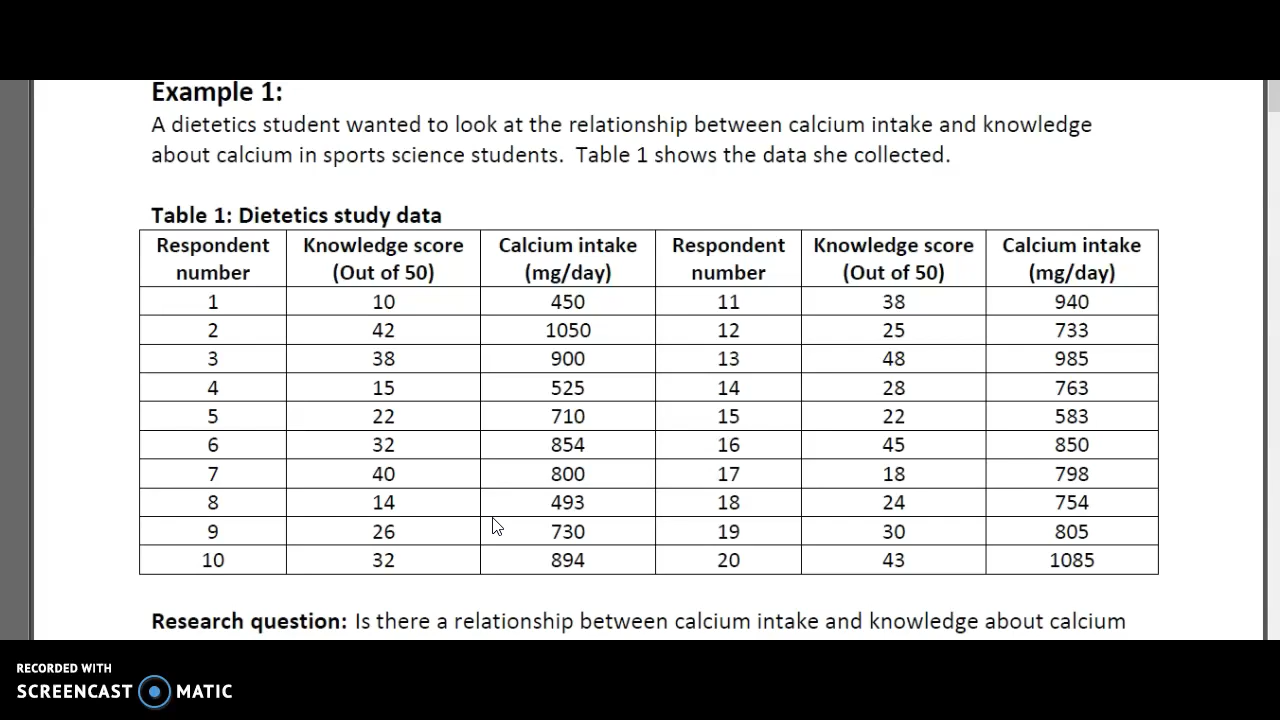 Example 1:
A dietetics student wanted to look at the relationship between calcium intake and knowledge
about calcium in sports science students.  Table 1 shows the data she collected.
Table 1: Dietetics study data
Respondent number Knowledge score (Out of 50) Calcium intake (mg/day) Respondent number Knowledge score (Out of 50) Calcium intake (mg/day)
1 10 450 11 38 940
2 42 1050 12 25 733
3 38 900 13 48 985
4 15 525 14 28 763
5 22 710 15 22 583
6 32 854 16 45 850
7 40 800 17 18 798
8 14 493 18 24 754
9 26 730 19 30 805
10 32 894 20 43 1085
Research question: Is there a relationship between calcium intake and knowledge about calcium
RECORDED WITH
SCREENCAST MATIC